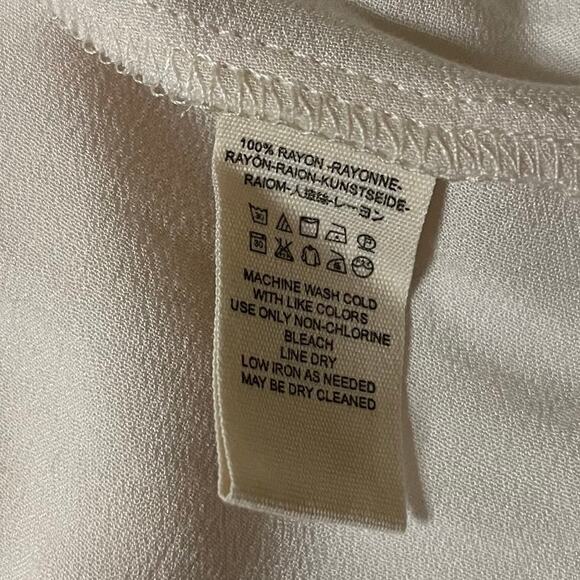 100% RAYON -RAYONNE-
RAYÓN-RAION-KUNSTSEIDE-
RAIOM-人造絲-レーヨン
MACHINE WASH COLD
WITH LIKE COLORS
USE ONLY NON-CHLORINE
BLEACH
LINE DRY
LOW IRON AS NEEDED
MAY BE DRY CLEANED